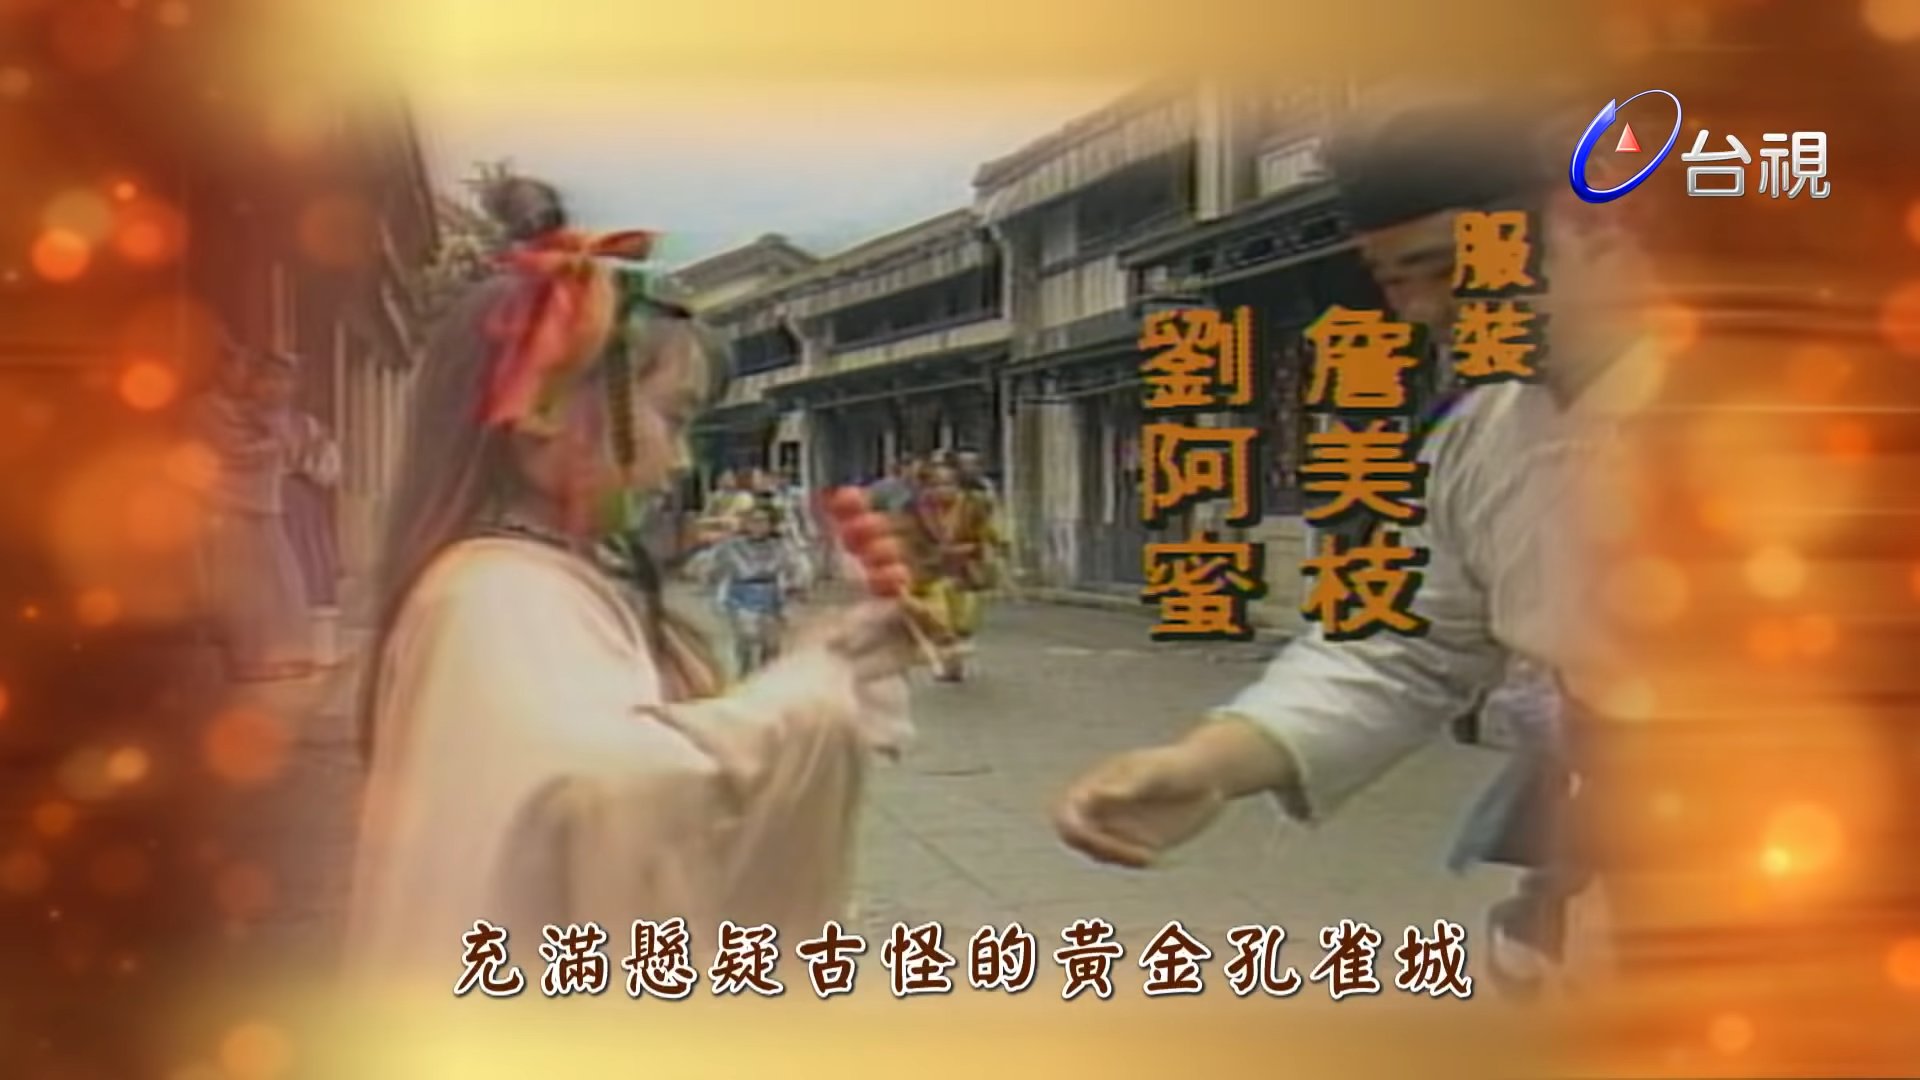 台視
服裝
詹美枝
劉阿蜜
充滿懸疑古怪的黃金孔雀城